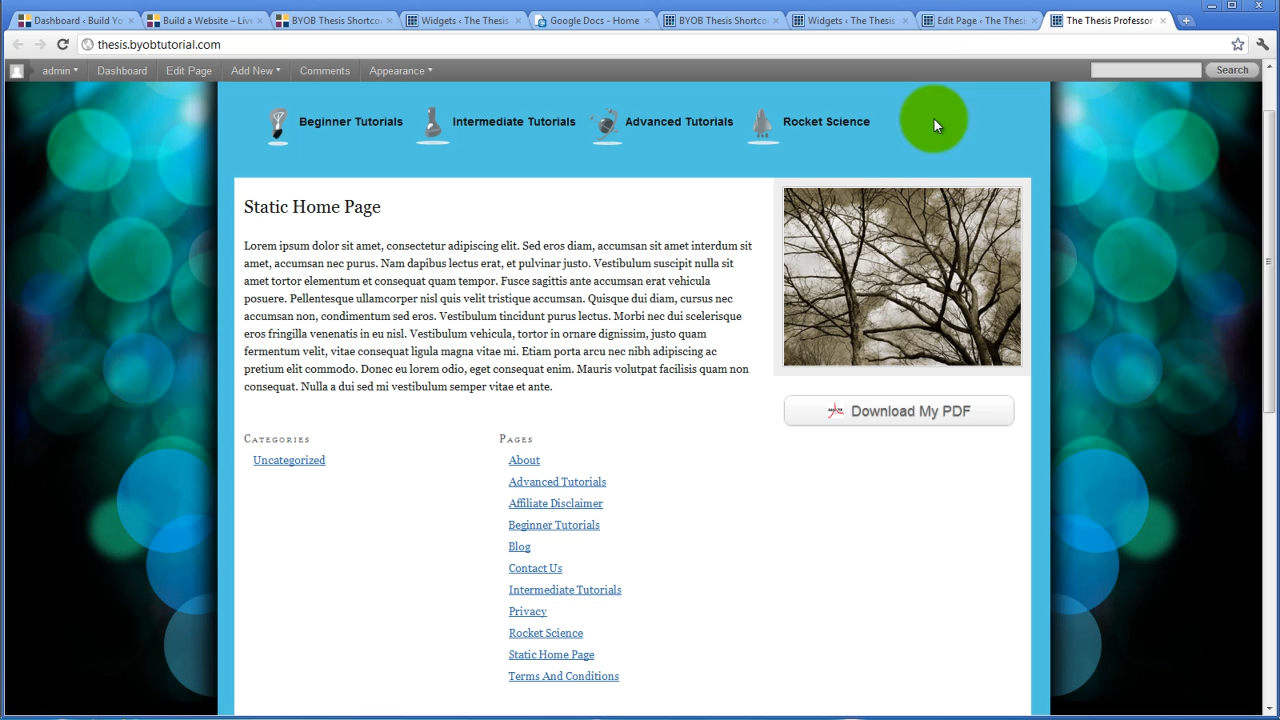 Dashboard ‹ Build Yo
Build a Website – Live
BYOB Thesis Shortco
Widgets ‹ The Thesis
Google Docs - Home
BYOB Thesis Shortco
Widgets ‹ The Thesis
Edit Page ‹ The Thesi
The Thesis Professor
thesis.byobtutorial.com
admin
Dashboard
Edit Page
Add New
Comments
Appearance
Search
Beginner Tutorials
Intermediate Tutorials
Advanced Tutorials
Rocket Science
Static Home Page
Lorem ipsum dolor sit amet, consectetur adipiscing elit. Sed eros diam, accumsan sit amet interdum sit
amet, accumsan nec purus. Nam dapibus lectus erat, et pulvinar justo. Vestibulum suscipit nulla sit
amet tortor elementum et consequat quam tempor. Fusce sagittis ante accumsan erat vehicula
posuere. Pellentesque ullamcorper nisl quis velit tristique accumsan. Quisque dui diam, cursus nec
accumsan non, condimentum sed eros. Vestibulum tincidunt purus lectus. Morbi nec dui scelerisque
eros fringilla venenatis in eu nisl. Vestibulum vehicula, tortor in ornare dignissim, justo quam
fermentum velit, vitae consequat ligula magna vitae mi. Etiam porta arcu nec nibh adipiscing ac
pretium elit commodo. Donec eu lorem odio, eget consequat enim. Mauris volutpat facilisis quam non
consequat. Nulla a dui sed mi vestibulum semper vitae et ante.
Download My PDF
Categories
Uncategorized
Pages
About
Advanced Tutorials
Affiliate Disclaimer
Beginner Tutorials
Blog
Contact Us
Intermediate Tutorials
Privacy
Rocket Science
Static Home Page
Terms And Conditions